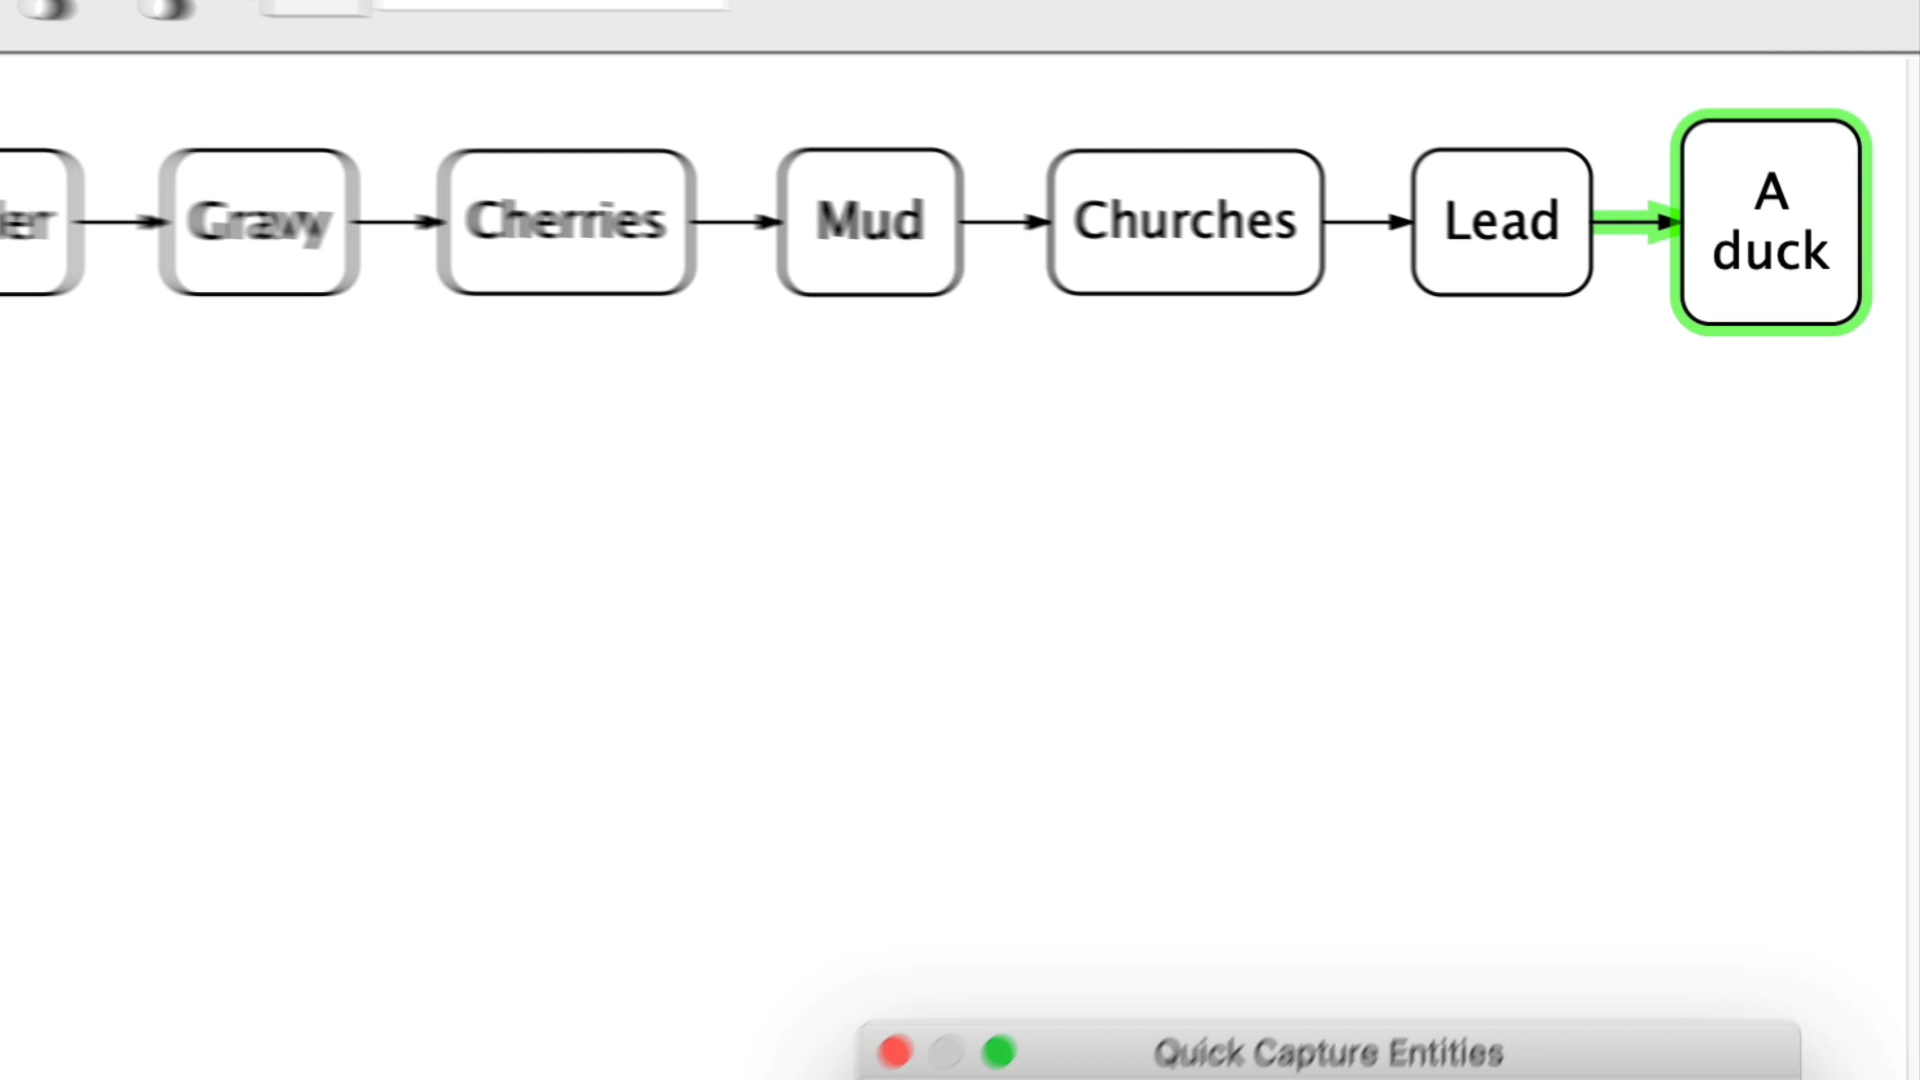 Gravy
Cherries
Mud
Churches
Lead
A
duck
Quick Capture Entities